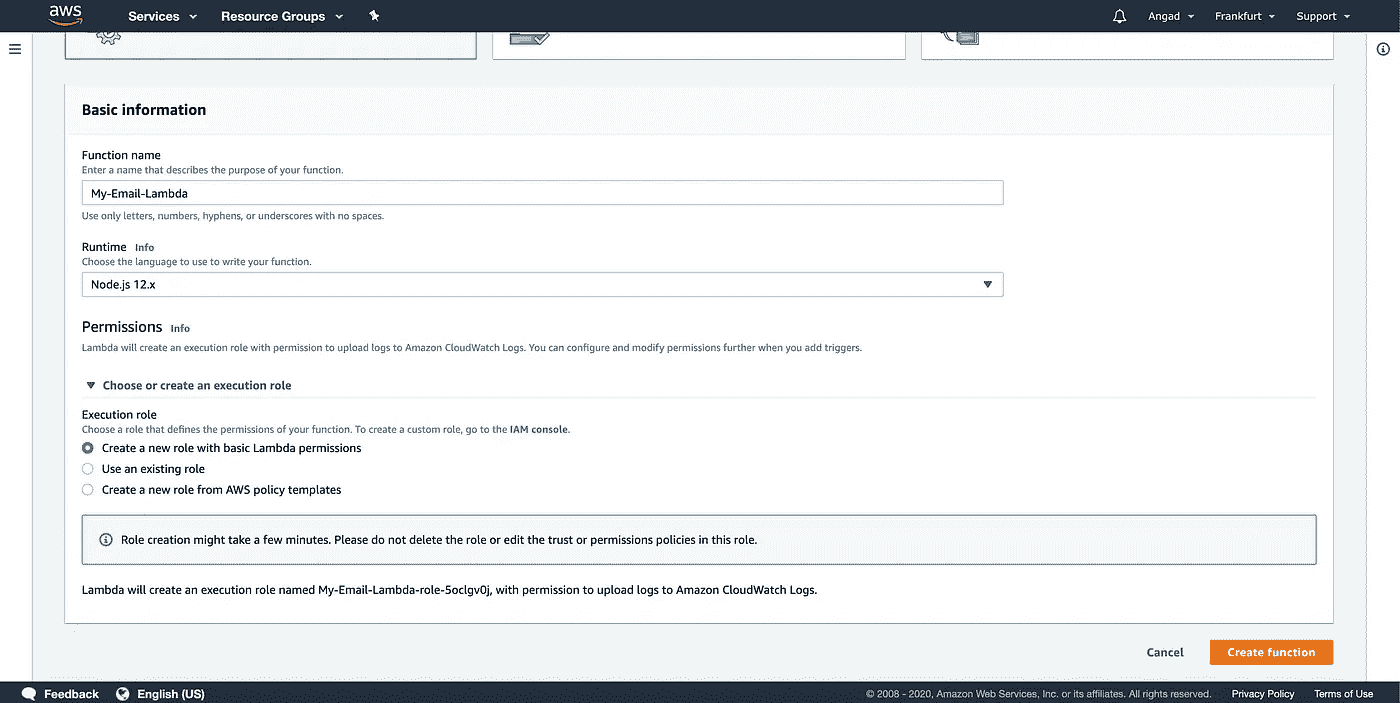 aws Services Resource Groups Angad Frankfurt Support
Basic information
Function name
Enter a name that describes the purpose of your function.
My-Email-Lambda
Use only letters, numbers, hyphens, or underscores with no spaces.
Runtime Info
Choose the language to use to write your function.
Node.js 12.x
Permissions Info
Lambda will create an execution role with permission to upload logs to Amazon CloudWatch Logs. You can configure and modify permissions further when you add triggers.
Choose or create an execution role
Execution role
Choose a role that defines the permissions of your function. To create a custom role, go to the IAM console.
Create a new role with basic Lambda permissions
Use an existing role
Create a new role from AWS policy templates
Role creation might take a few minutes. Please do not delete the role or edit the trust or permissions policies in this role.
Lambda will create an execution role named My-Email-Lambda-role-5oclgv0j, with permission to upload logs to Amazon CloudWatch Logs.
Cancel Create function
Feedback English (US) © 2008 - 2020, Amazon Web Services, Inc. or its affiliates. All rights reserved. Privacy Policy Terms of Use